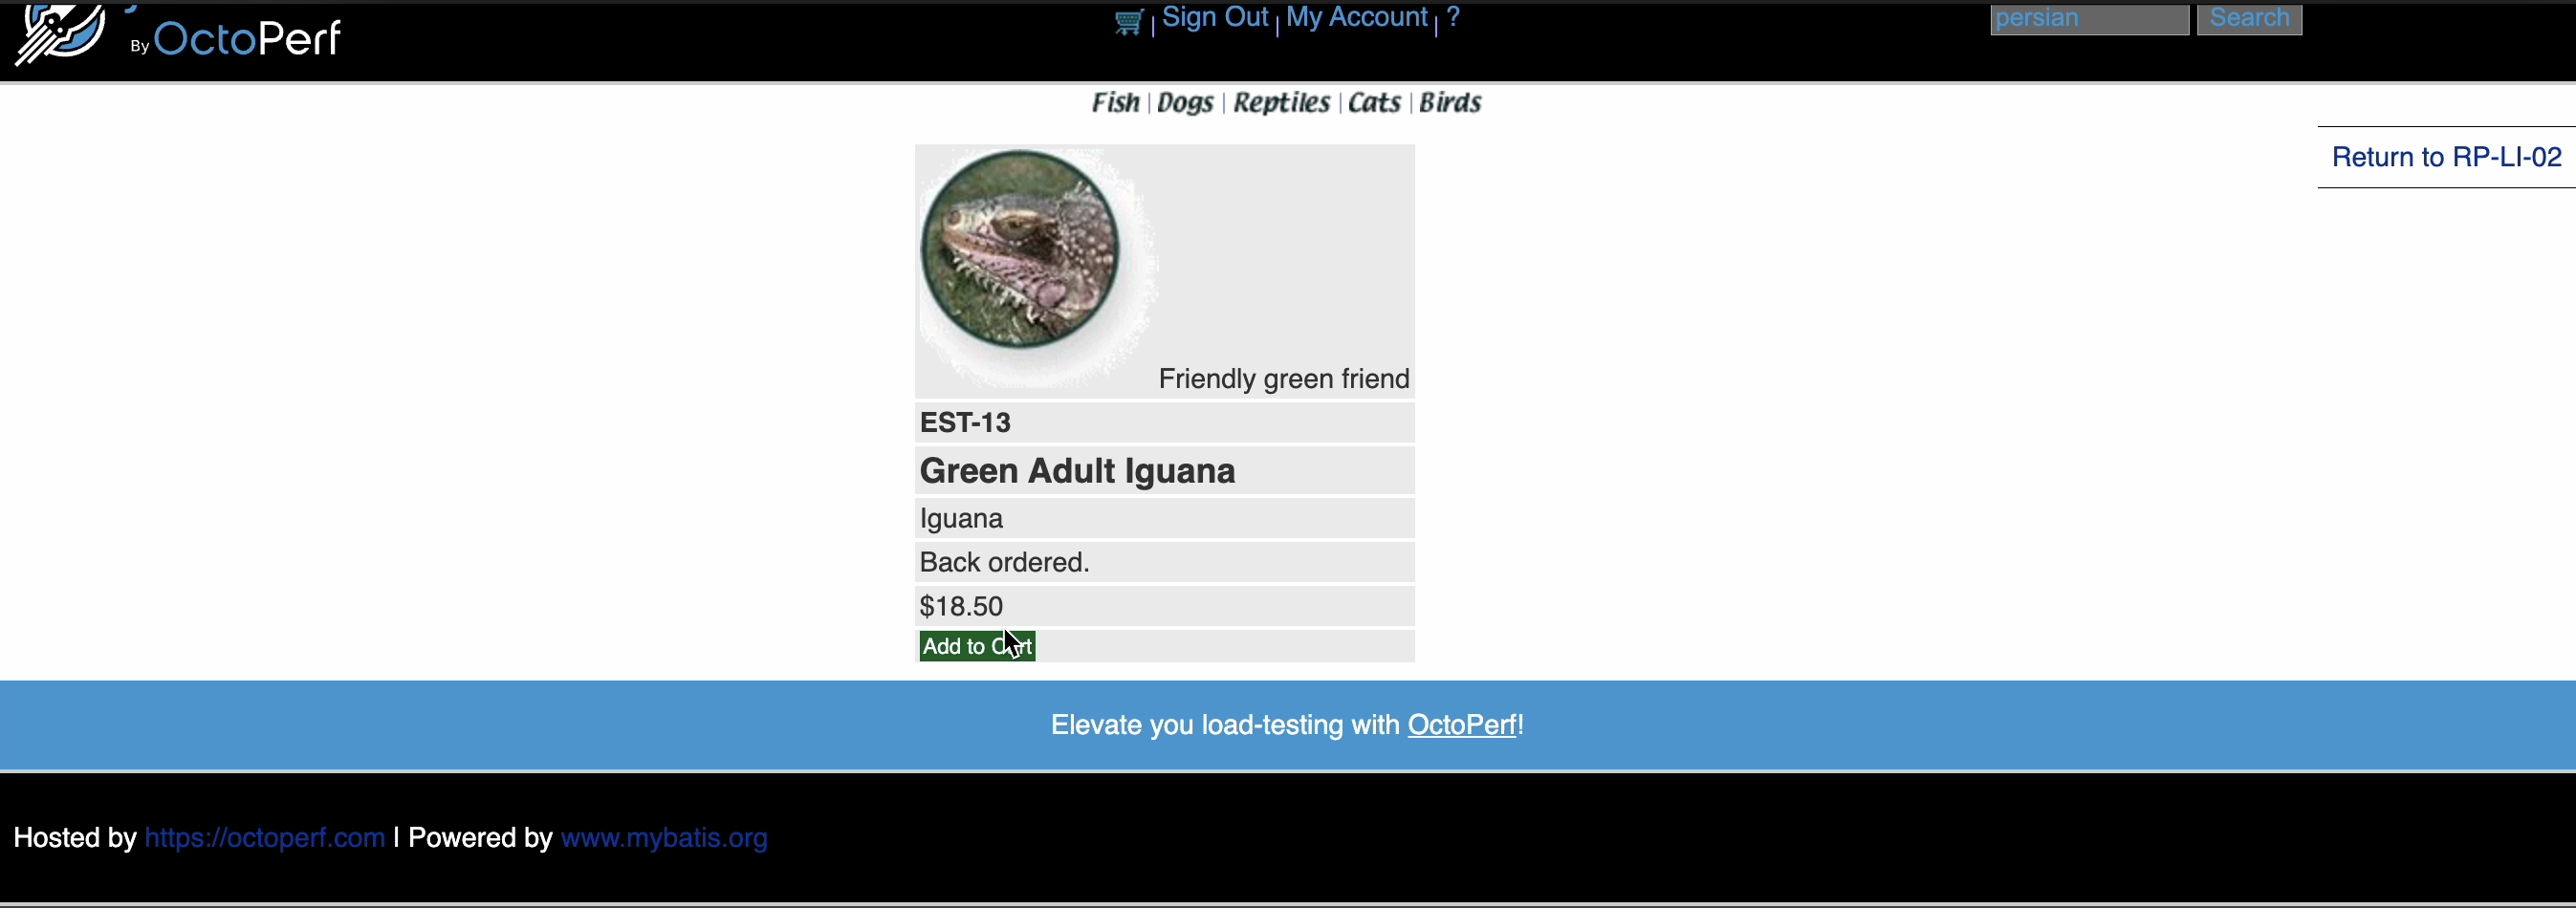 By OctoPerf
Sign Out | My Account | ?
persian Search
Fish | Dogs | Reptiles | Cats | Birds
Return to RP-LI-02
Friendly green friend
EST-13
Green Adult Iguana
Iguana
Back ordered.
$18.50
Add to Cart
Elevate you load-testing with OctoPerf!
Hosted by https://octoperf.com | Powered by www.mybatis.org